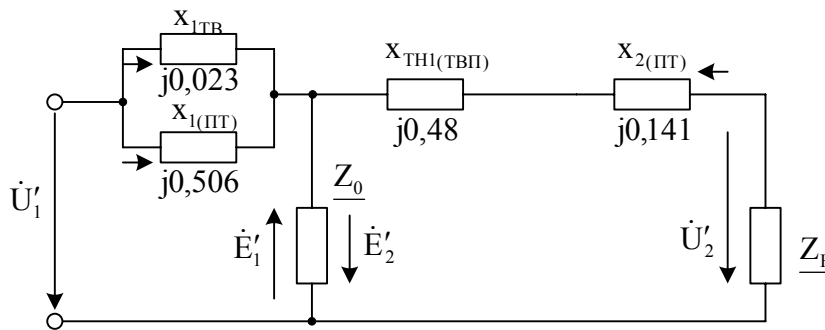 x1ТВ
j0,023
x1(ПТ)
j0,506
xТН1(ТВП)
j0,48
x2(ПТ)
j0,141
U̇′1
Ė′1
Z0
Ė′2
U̇′2